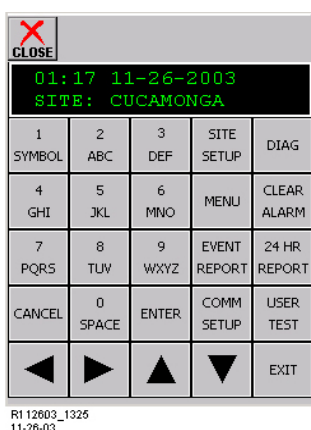 CLOSE
01:17 11-26-2003
SITE: CUCAMONGA
1 2 3 SITE DIAG
SYMBOL ABC DEF SETUP
4 5 6 MENU CLEAR
GHI JKL MNO ALARM
7 8 9 EVENT 24 HR
PQRS TUV WXYZ REPORT REPORT
CANCEL 0 ENTER COMM USER
SPACE SETUP TEST
EXIT
R112603_1325
11-26-03